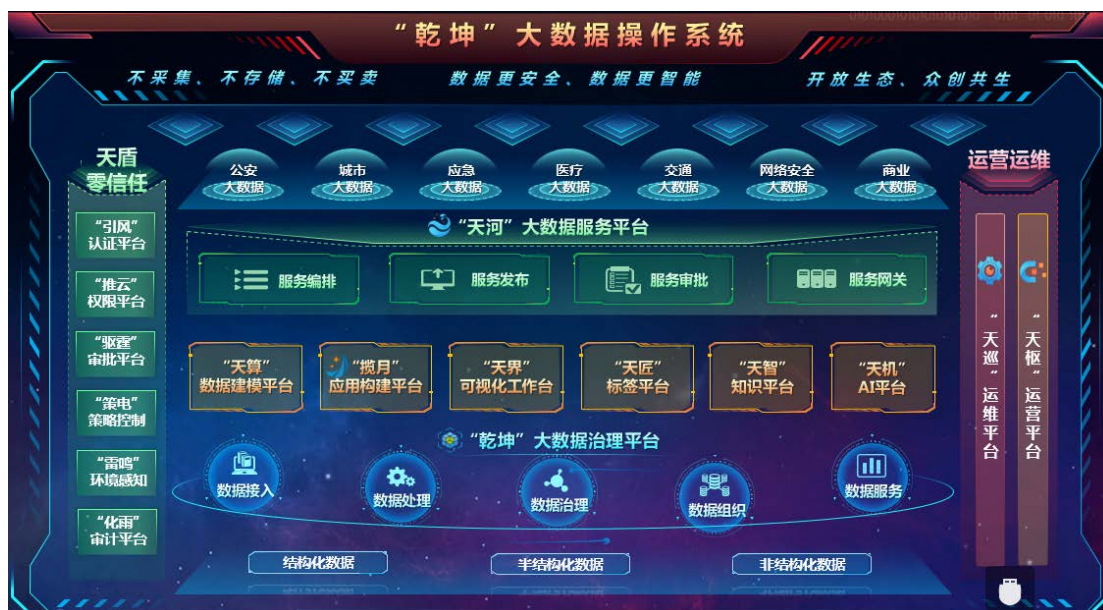 “乾坤”大数据操作系统
不采集、不存储、不买卖
数据更安全、数据更智能
开放生态、众创共生
天盾
零信任
“引风”
认证平台
“推云”
权限平台
“驱霆”
审批平台
“策电”
策略控制
“雷鸣”
环境感知
“化雨”
审计平台
公安
大数据
城市
大数据
应急
大数据
医疗
大数据
交通
大数据
网络安全
大数据
商业
大数据
“天河”大数据服务平台
服务编排
服务发布
服务审批
服务网关
“天算”
数据建模平台
“揽月”
应用构建平台
“天界”
可视化工作台
“天匠”
标签平台
“天智”
知识平台
“天机”
AI平台
“乾坤”大数据治理平台
数据接入
数据处理
数据治理
数据组织
数据服务
结构化数据
半结构化数据
非结构化数据
运营运维
“天巡”运维平台
“天枢”运营平台